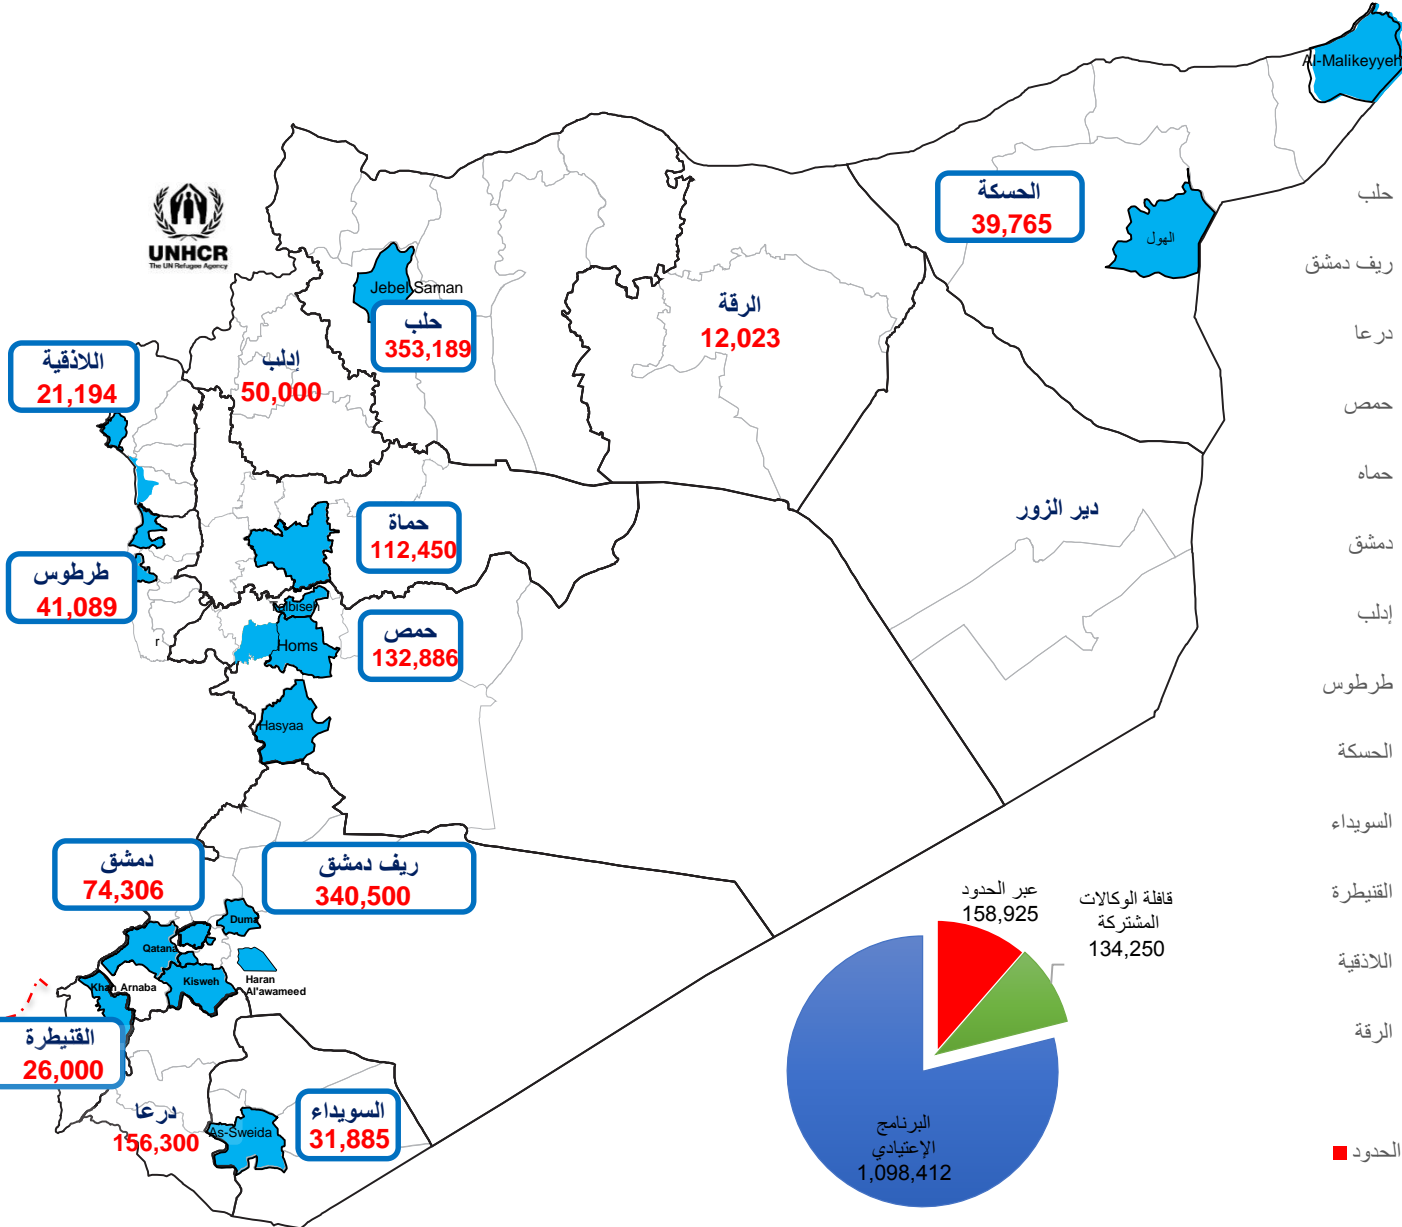 Al-Malikeyyeh
الحسكة
39,765
الهول
UNHCR
The UN Refugee Agency
Jebel Saman
حلب
353,189
الرقة
12,023
إدلب
50,000
اللاذقية
21,194
دير الزور
حماة
112,450
طرطوس
41,089
Talbiseh
r
Homs
حمص
132,886
Hasyaa
دمشق
74,306
ريف دمشق
340,500
Duma
Qatana
Haran
Al'awameed
Kisweh
Khan Arnaba
القنيطرة
26,000
درعا
156,300
As-Sweida
السويداء
31,885
عبر الحدود
158,925
قافلة الوكالات
المشتركة
134,250
البرنامج
الإعتيادي
1,098,412
حلب
ريف دمشق
درعا
حمص
حماه
دمشق
إدلب
طرطوس
الحسكة
السويداء
القنيطرة
اللاذقية
الرقة
الحدود